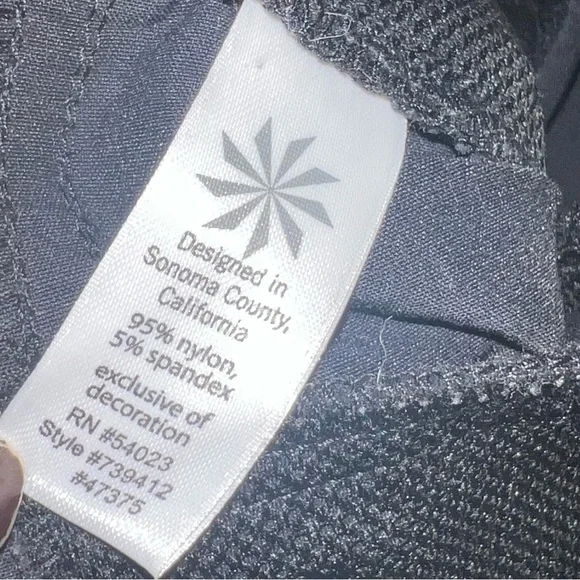 Designed in
Sonoma County,
California
95% nylon,
5% spandex
exclusive of
decoration
RN #54023
Style #739412
#47375